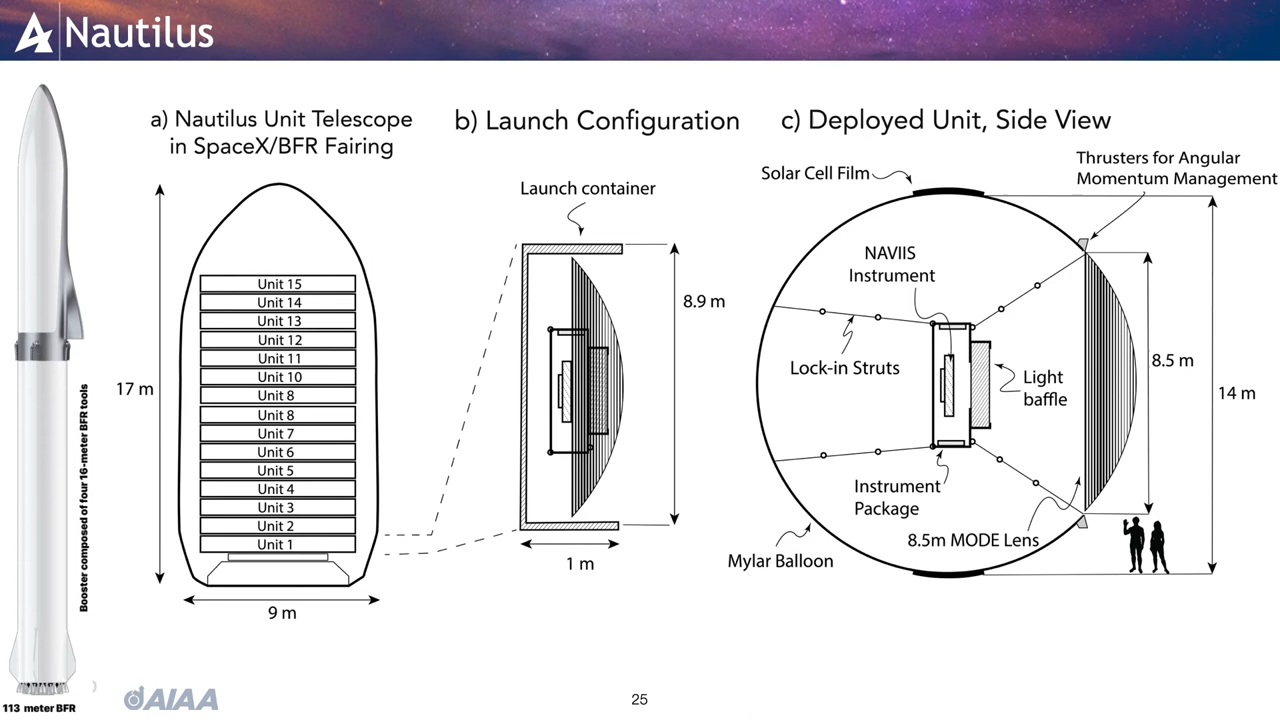 Nautilus
a) Nautilus Unit Telescope
in SpaceX/BFR Fairing
17 m
Unit 15
Unit 14
Unit 13
Unit 12
Unit 11
Unit 10
Unit 8
Unit 8
Unit 7
Unit 6
Unit 5
Unit 4
Unit 3
Unit 2
Unit 1
9 m
b) Launch Configuration
Launch container
8.9 m
1 m
c) Deployed Unit, Side View
Solar Cell Film
Thrusters for Angular
Momentum Management
NAVIIS
Instrument
Lock-in Struts
Light
baffle
8.5 m
14 m
Instrument
Package
8.5m MODE Lens
Mylar Balloon
Booster composed of four 16-meter BFR tools
113 meter BFR
AIAA
25